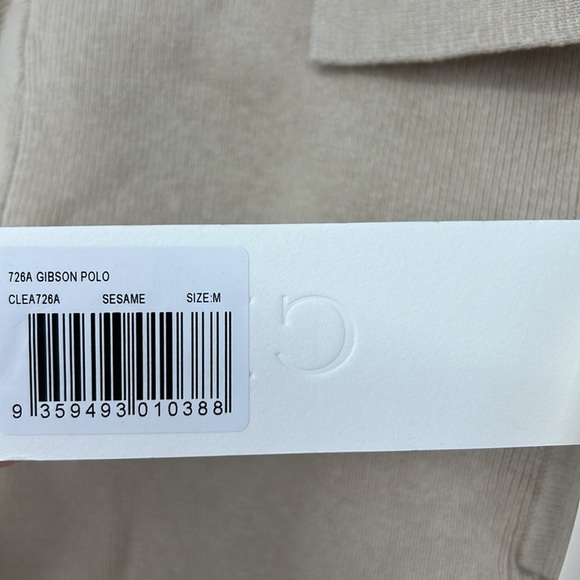 726A GIBSON POLO
CLEA726A SESAME SIZE:M
9 359493 010388